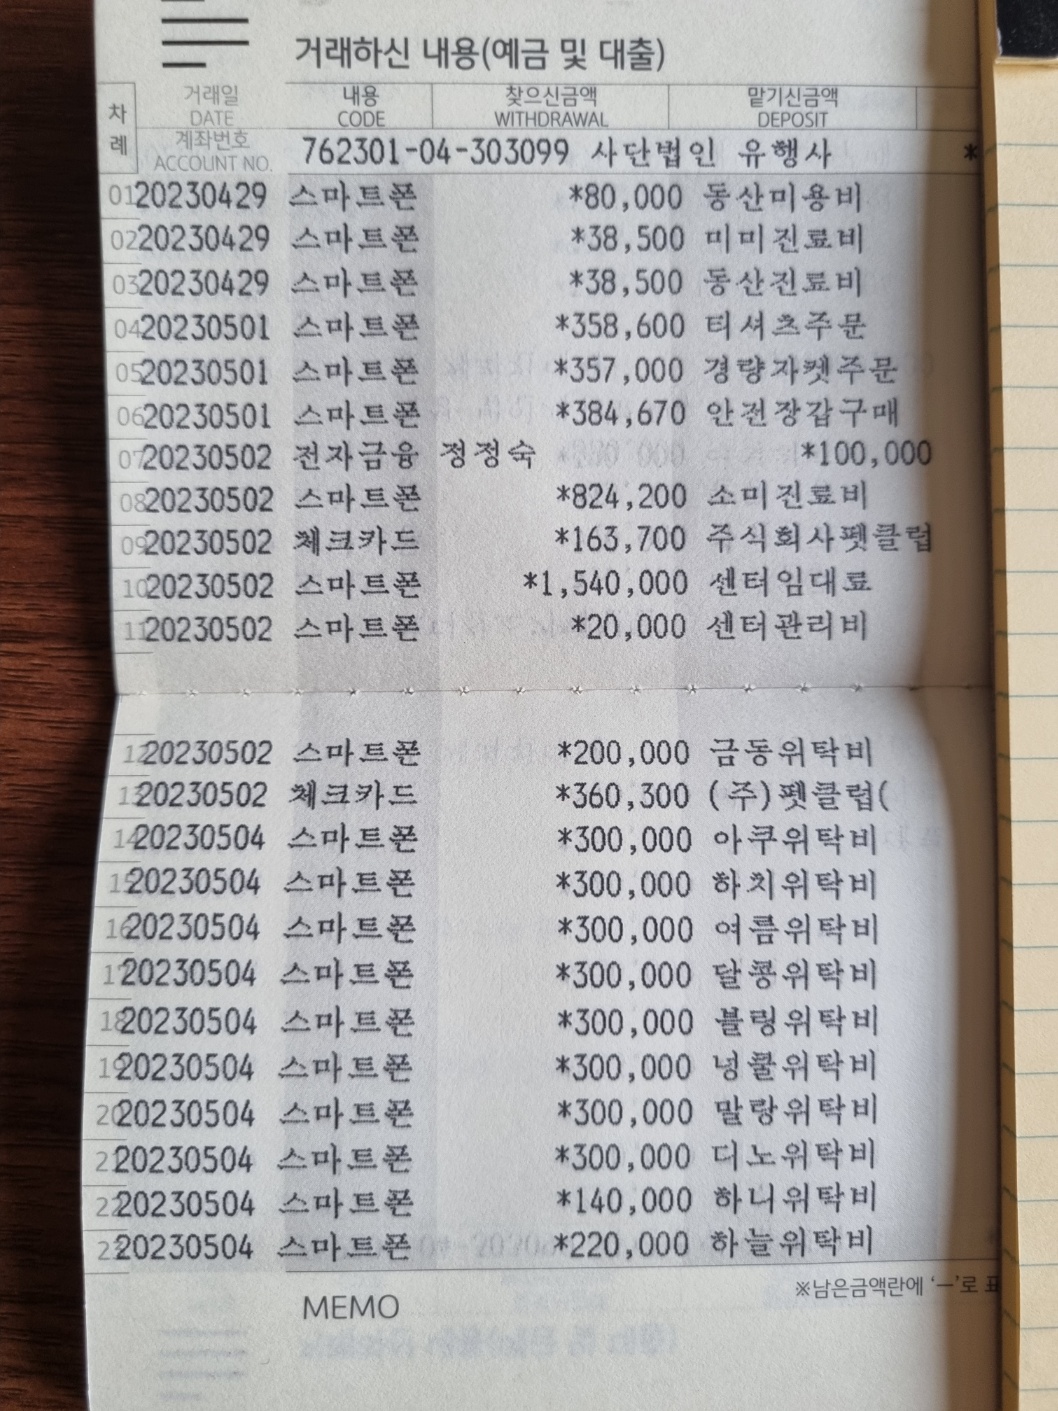 거래하신 내용(예금 및 대출)
차례 거래일 DATE 내용 CODE 찾으신금액 WITHDRAWAL 맡기신금액 DEPOSIT
계좌번호 ACCOUNT NO. 762301-04-303099 사단법인 유행사 *
01 20230429 스마트폰 *80,000 동산미용비
02 20230429 스마트폰 *38,500 미미진료비
03 20230429 스마트폰 *38,500 동산진료비
04 20230501 스마트폰 *358,600 티셔츠주문
05 20230501 스마트폰 *357,000 경량자켓주문
06 20230501 스마트폰 *384,670 안전장갑구매
07 20230502 전자금융 정정숙 *100,000
08 20230502 스마트폰 *824,200 소미진료비
09 20230502 체크카드 *163,700 주식회사펫클럽
10 20230502 스마트폰 *1,540,000 센터임대료
11 20230502 스마트폰 *20,000 센터관리비
12 20230502 스마트폰 *200,000 금동위탁비
13 20230502 체크카드 *360,300 (주)펫클럽(
14 20230504 스마트폰 *300,000 아쿠위탁비
15 20230504 스마트폰 *300,000 하치위탁비
16 20230504 스마트폰 *300,000 여름위탁비
17 20230504 스마트폰 *300,000 달콩위탁비
18 20230504 스마트폰 *300,000 블링위탁비
19 20230504 스마트폰 *300,000 넝쿨위탁비
20 20230504 스마트폰 *300,000 말랑위탁비
21 20230504 스마트폰 *300,000 디노위탁비
22 20230504 스마트폰 *140,000 하니위탁비
23 20230504 스마트폰 *220,000 하늘위탁비
※남은금액란에 '-'로 표
MEMO